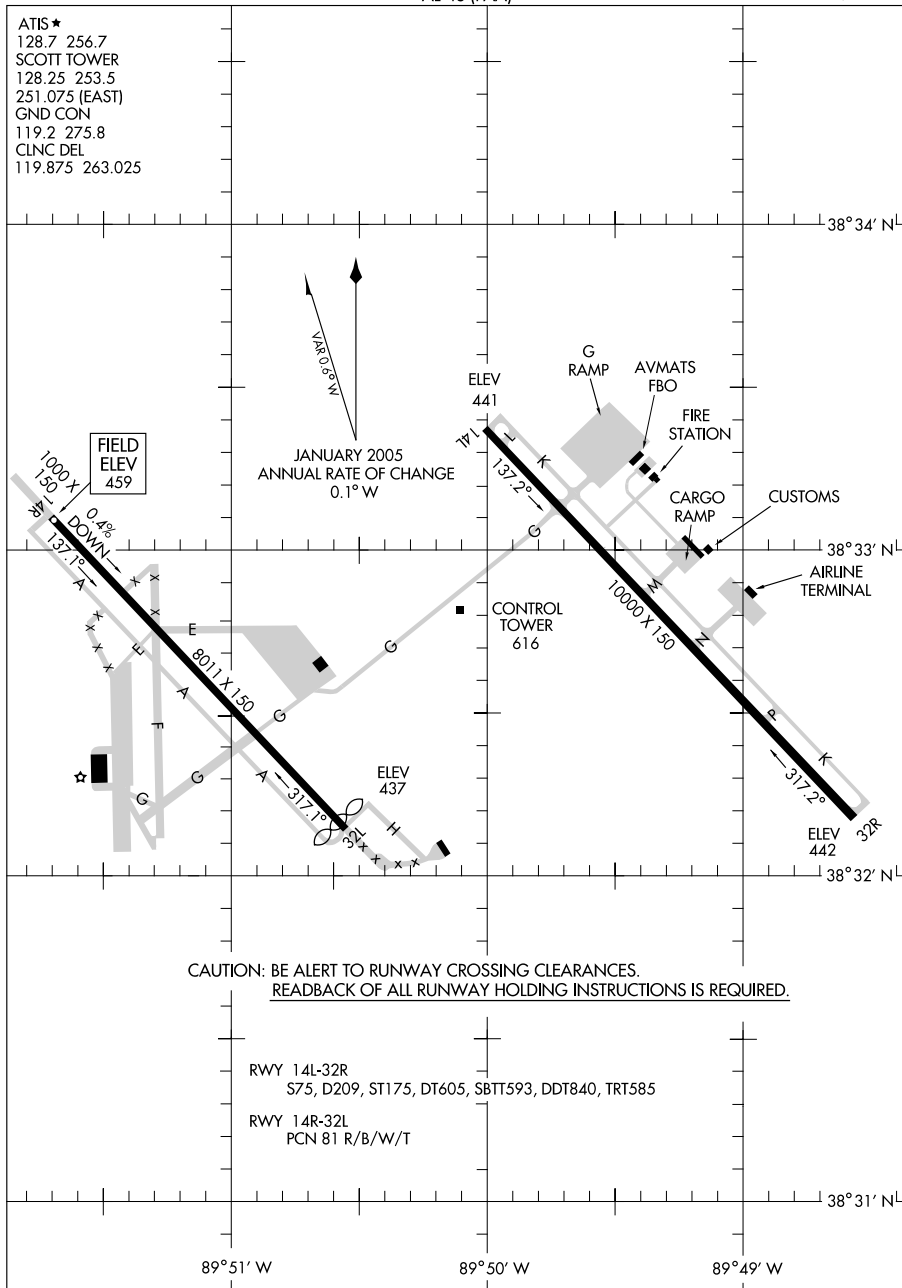 ATIS ★
128.7 256.7
SCOTT TOWER
128.25 253.5
251.075 (EAST)
GND CON
119.2 275.8
CLNC DEL
119.875 263.025
38°34' N
VAR 0.6° W
JANUARY 2005
ANNUAL RATE OF CHANGE
0.1° W
G
RAMP
AVMATS
FBO
FIRE
STATION
ELEV
441
14L
L
K
137.2°
FIELD
ELEV
459
1000 X
150
14R
0.4%
DOWN
137.1°
G
CARGO
RAMP
CUSTOMS
38°33' N
AIRLINE
TERMINAL
A
x
x
x
x
x
x
x
x
E
E
M
10000 X 150
N
CONTROL
TOWER
616
G
8011 X 150
A
F
G
P
K
G
G
A
317.1°
ELEV
437
32L
H
x
x
x
x
317.2°
32R
ELEV
442
38°32' N
CAUTION: BE ALERT TO RUNWAY CROSSING CLEARANCES.
READBACK OF ALL RUNWAY HOLDING INSTRUCTIONS IS REQUIRED.
RWY 14L-32R
S75, D209, ST175, DT605, SBTT593, DDT840, TRT585
RWY 14R-32L
PCN 81 R/B/W/T
38°31' N
89°51' W
89°50' W
89°49' W